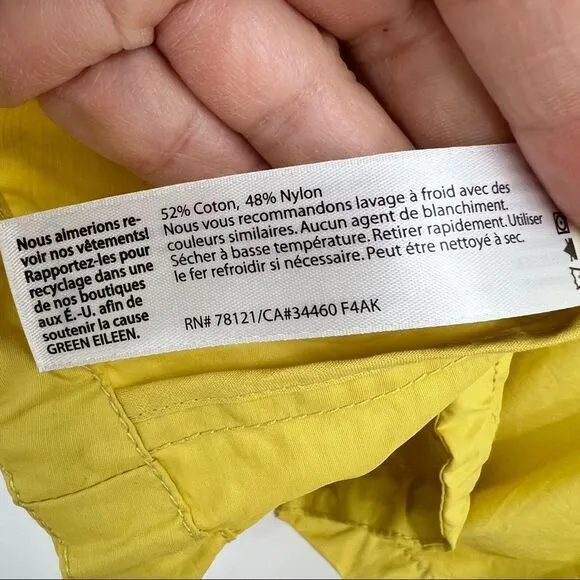 Nous aimerions re-
voir nos vêtements!
Rapportez-les pour
recyclage dans une
de nos boutiques
aux É.-U. afin de
soutenir la cause
GREEN EILEEN.
52% Coton, 48% Nylon
Nous vous recommandons lavage à froid avec des
couleurs similaires. Aucun agent de blanchiment.
Sécher à basse température. Retirer rapidement. Utiliser
le fer refroidir si nécessaire. Peut étre nettoyé à sec.
RN# 78121/CA#34460 F4AK